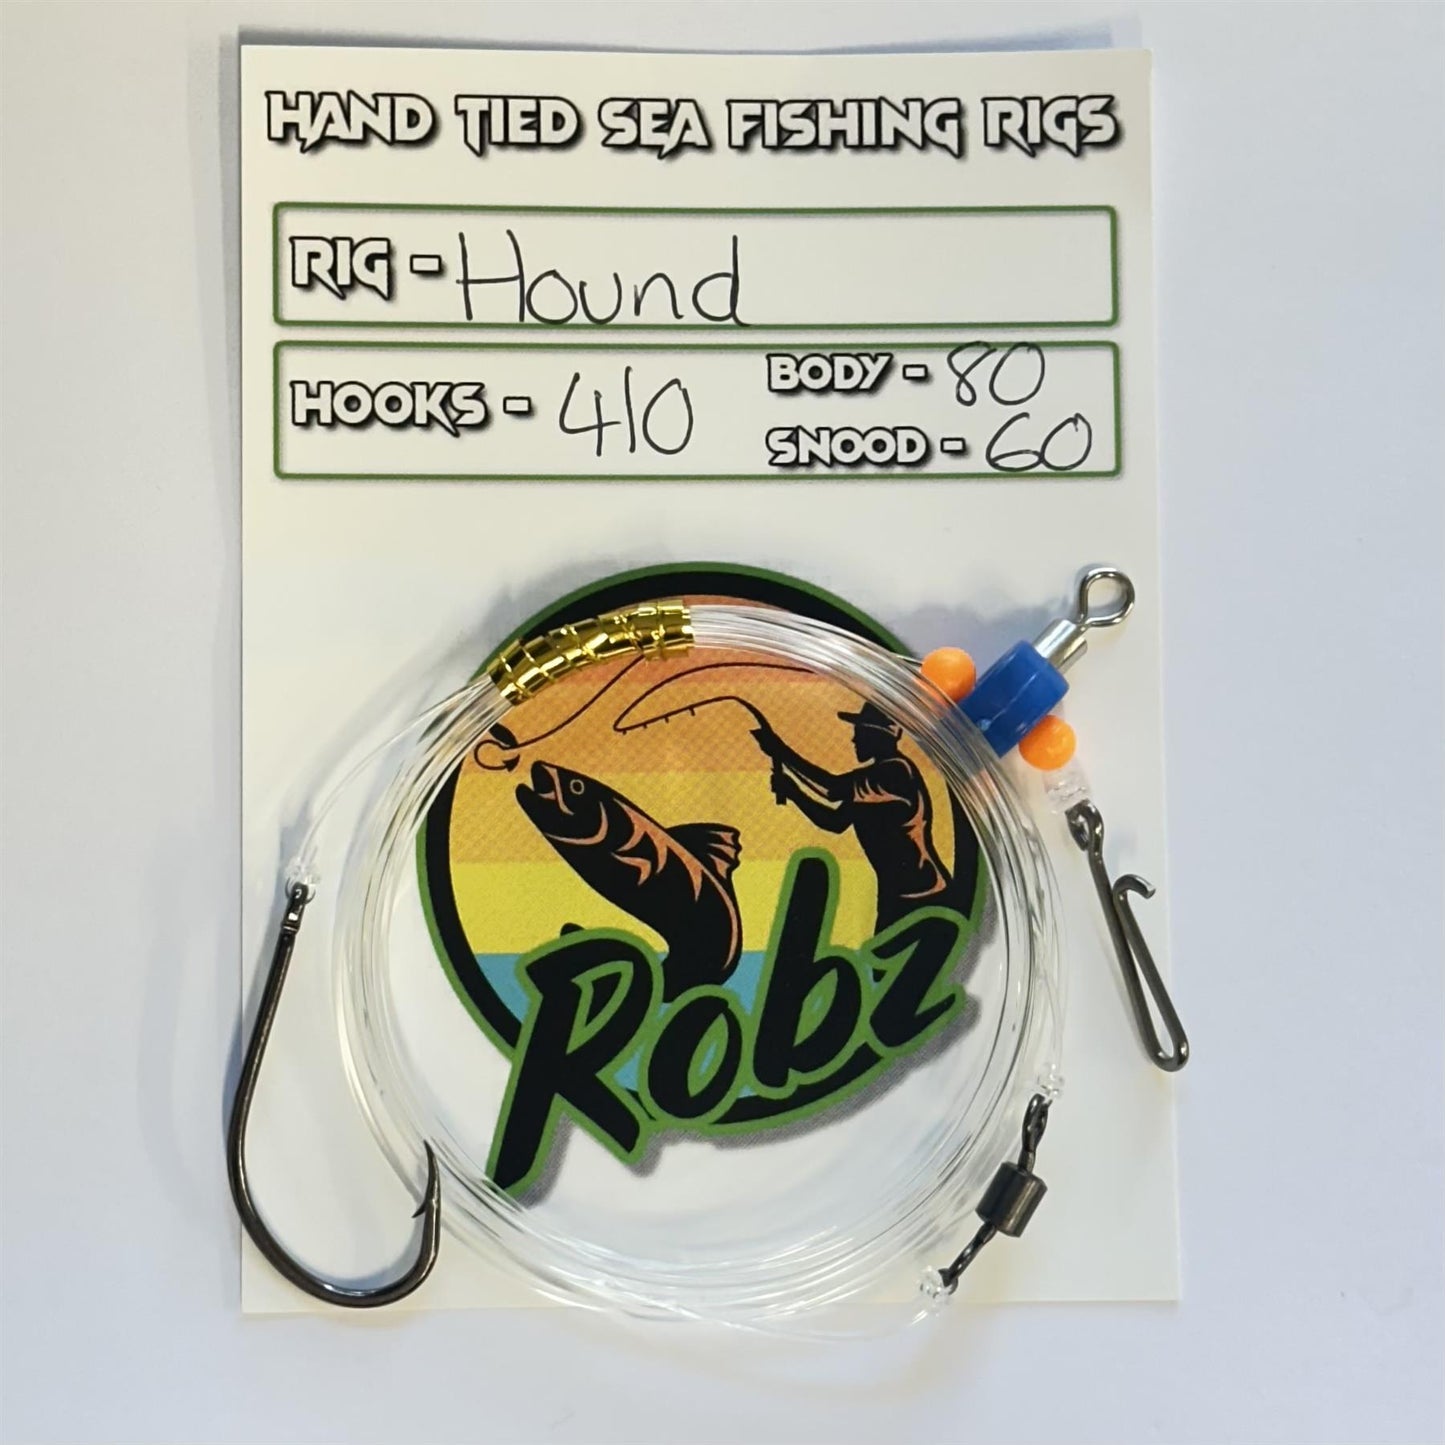 HAND TIED SEA FISHING RIGS
RIG - Hound
HOOKS - 4/0
BODY - 80
SNOOD - 60
Robz